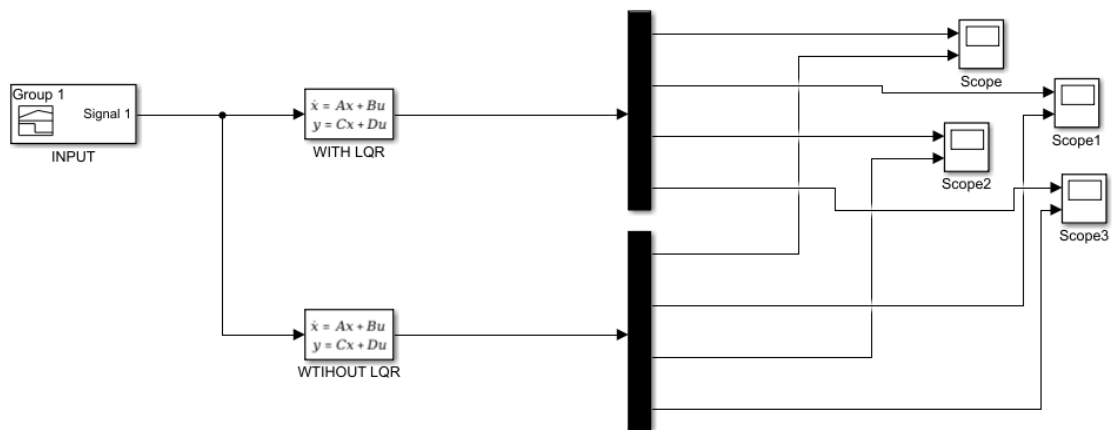 Group 1
Signal 1
INPUT
ẋ = Ax + Bu
y = Cx + Du
WITH LQR
Scope
Scope1
Scope2
Scope3
ẋ = Ax + Bu
y = Cx + Du
WTIHOUT LQR